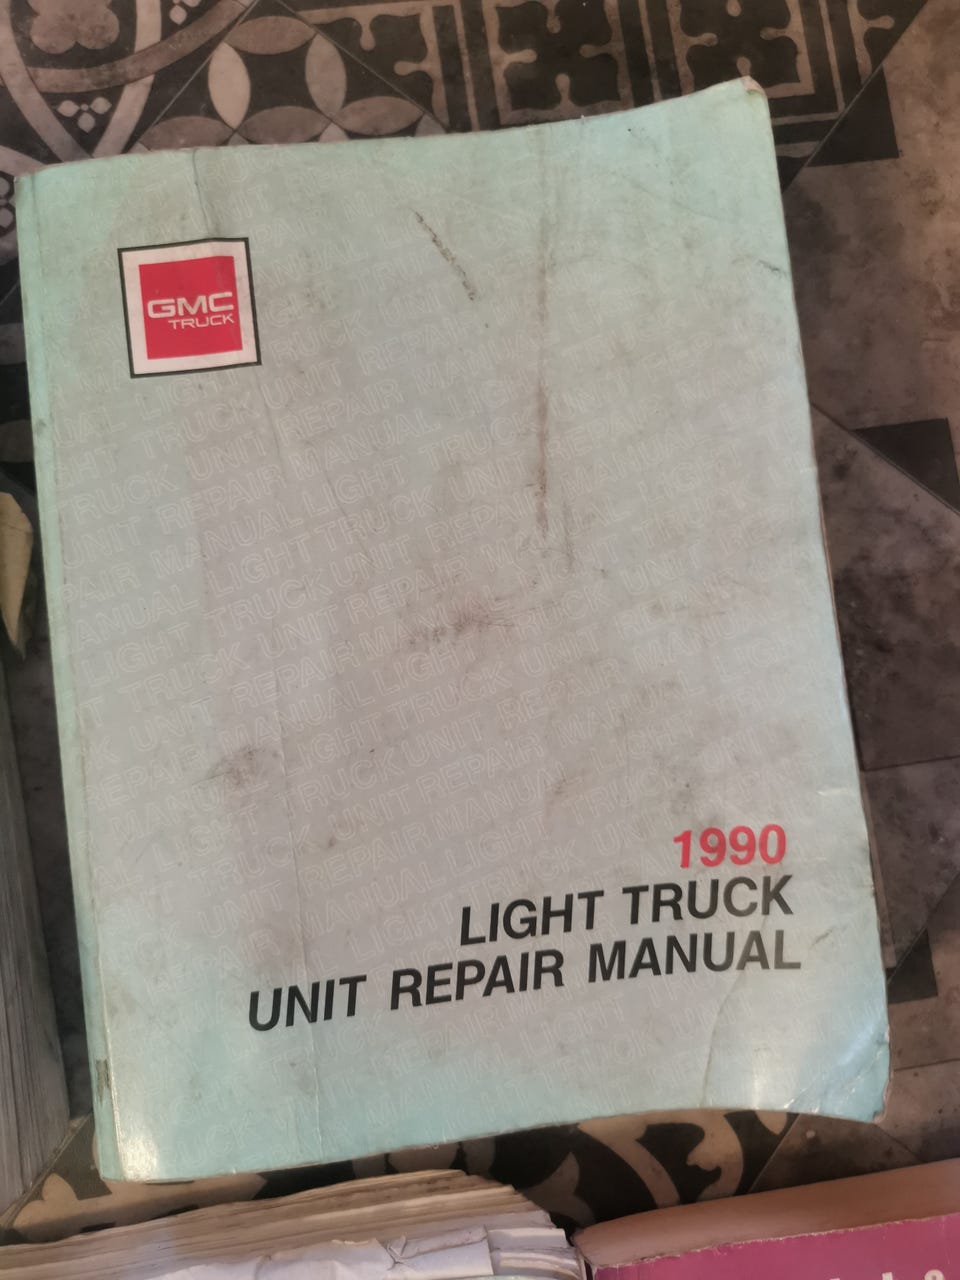 GMC
TRUCK
1990
LIGHT TRUCK
UNIT REPAIR MANUAL